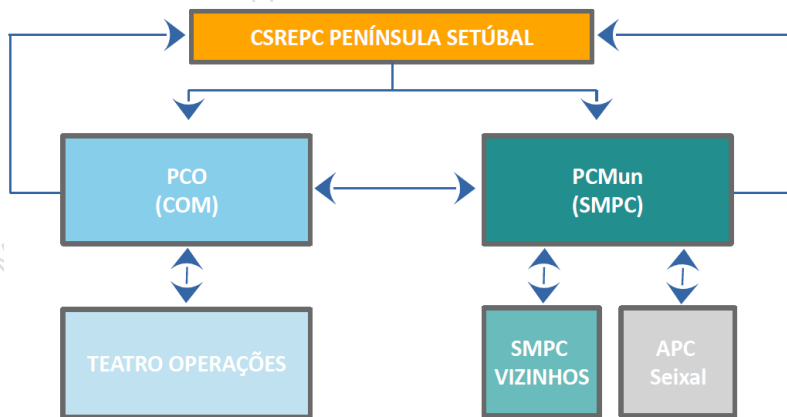 CSREPC PENÍNSULA SETÚBAL
PCO
(COM)
PCMun
(SMPC)
TEATRO OPERAÇÕES
SMPC
VIZINHOS
APC
Seixal